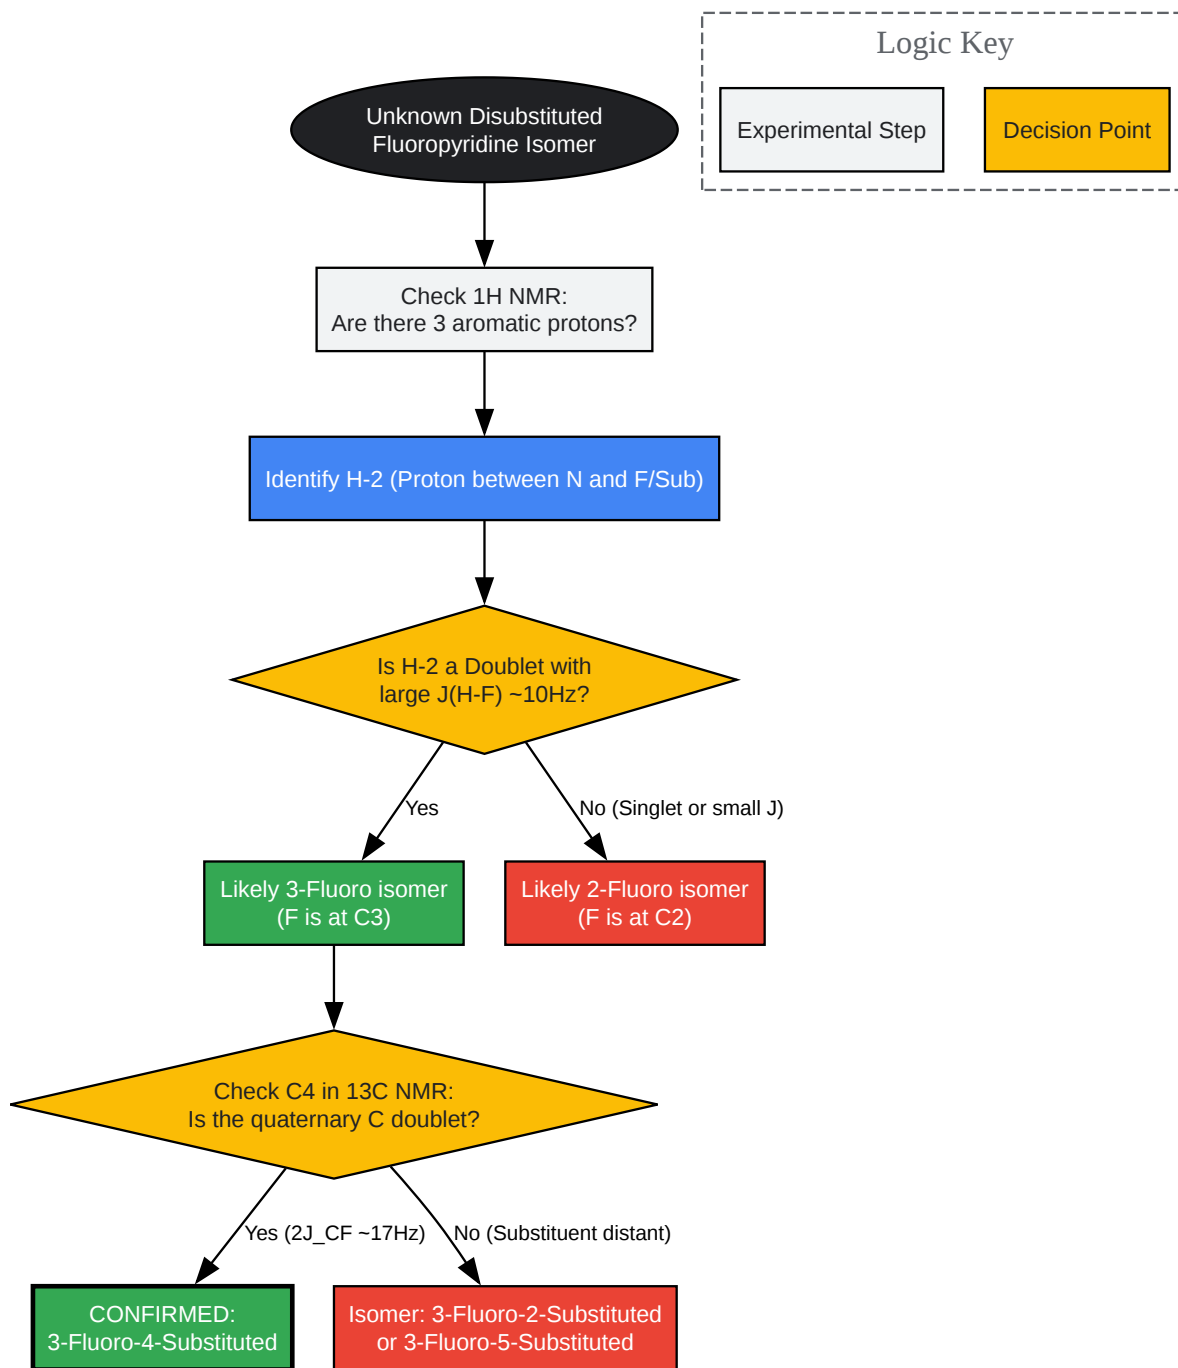 Logic Key
Experimental Step
Decision Point
Unknown Disubstituted
Fluoropyridine Isomer
Check 1H NMR:
Are there 3 aromatic protons?
Identify H-2 (Proton between N and F/Sub)
Is H-2 a Doublet with
large J(H-F) ~10Hz?
Yes
No (Singlet or small J)
Likely 3-Fluoro isomer
(F is at C3)
Likely 2-Fluoro isomer
(F is at C2)
Check C4 in 13C NMR:
Is the quaternary C doublet?
Yes (2J_CF ~17Hz)
No (Substituent distant)
CONFIRMED:
3-Fluoro-4-Substituted
Isomer: 3-Fluoro-2-Substituted
or 3-Fluoro-5-Substituted